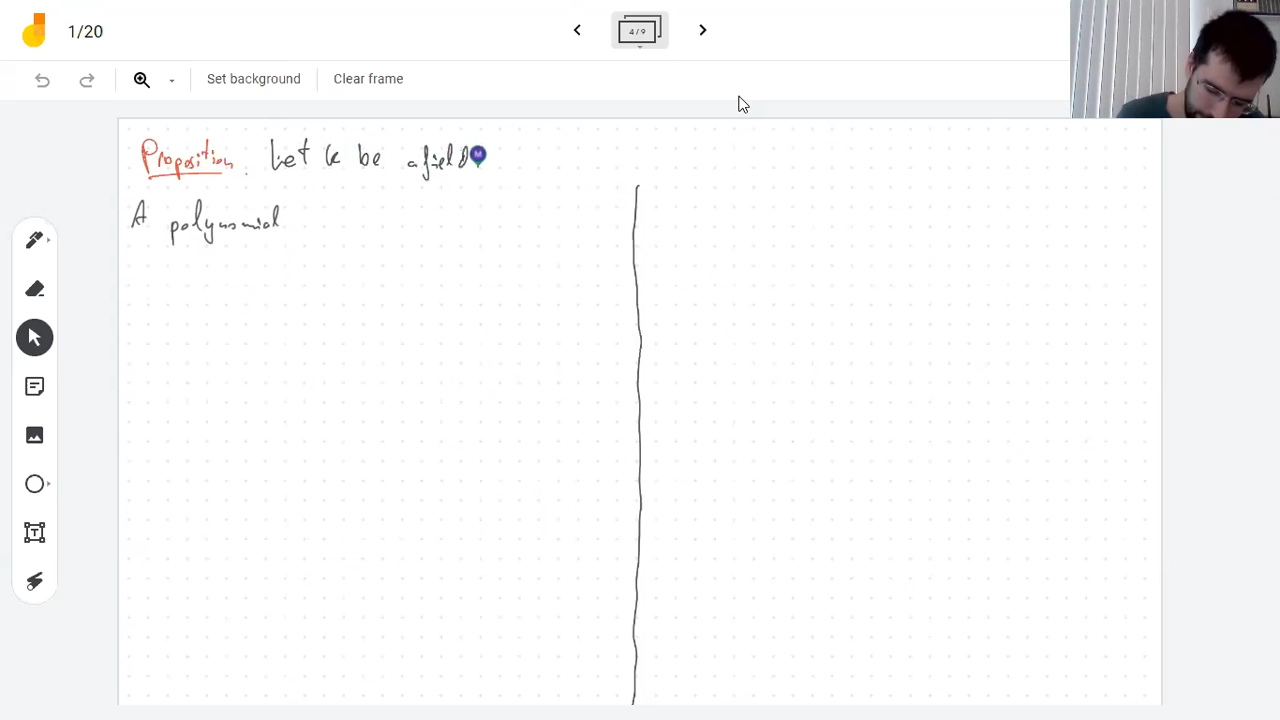 1/20
4/9
Set background
Clear frame
Proposition. Let k be a field
M
A polynomial